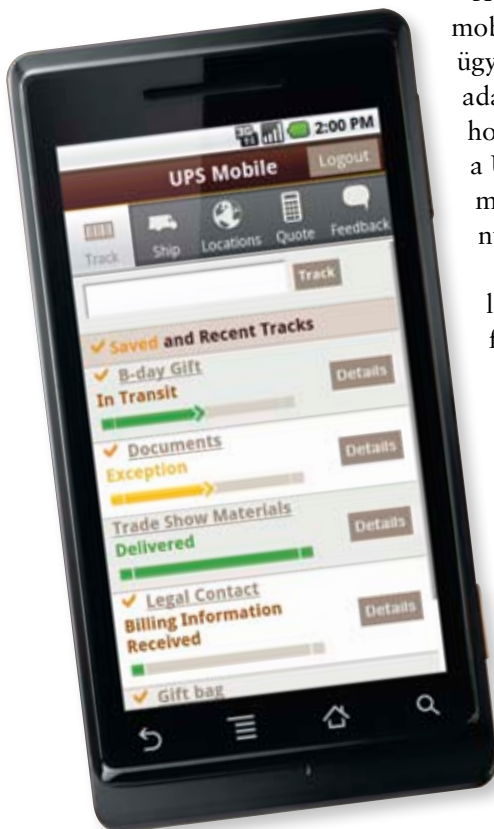 mob
ügy
ada
ho
a U
m
n
l
f
3G
2:00 PM
UPS Mobile
Logout
Track
Ship
Locations
Quote
Feedback
Track
Saved and Recent Tracks
B-day Gift
In Transit
Details
Documents
Exception
Details
Trade Show Materials
Delivered
Details
Legal Contact
Billing Information
Received
Details
Gift bag